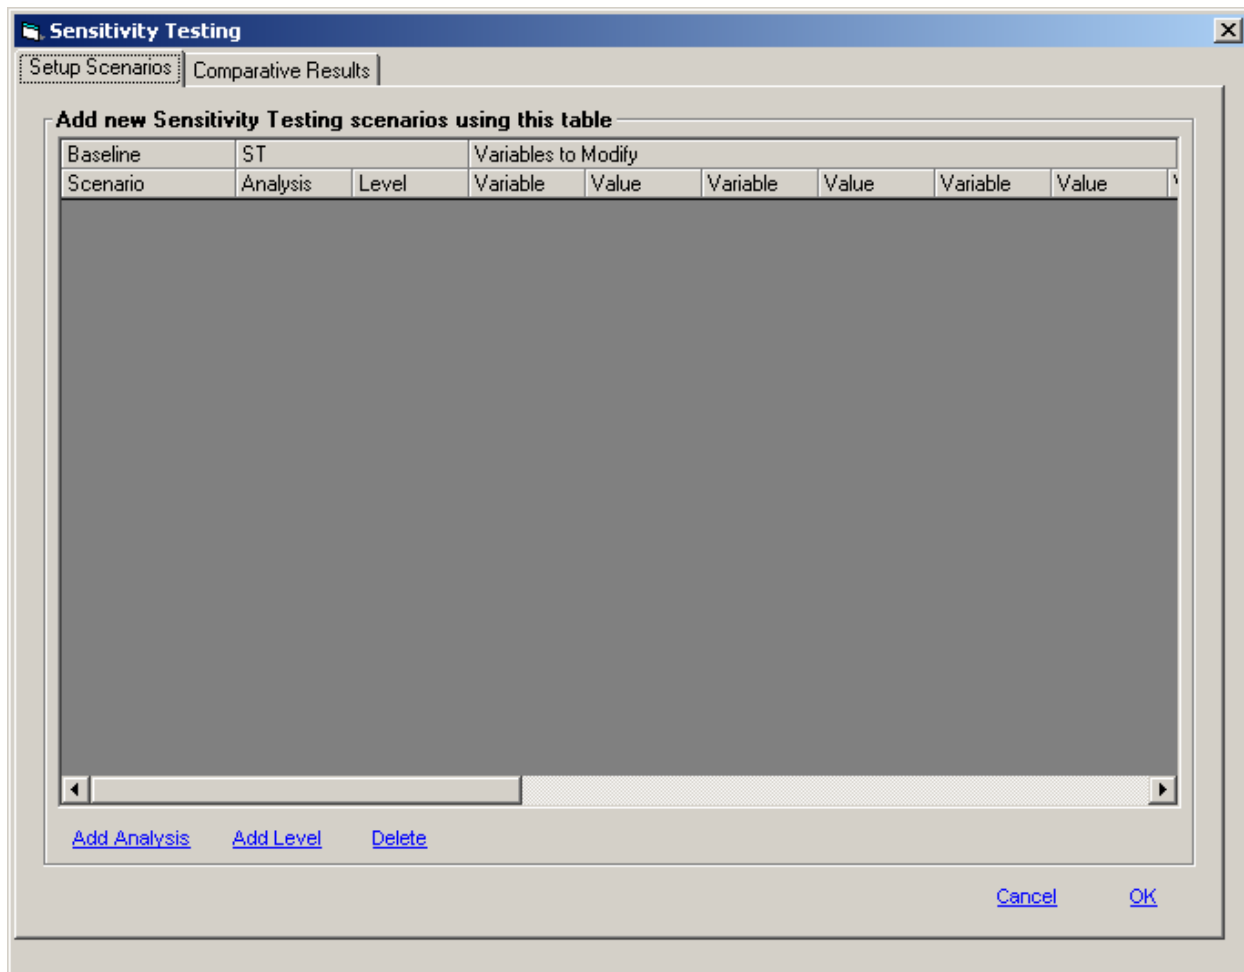 Sensitivity Testing
Setup Scenarios Comparative Results
Add new Sensitivity Testing scenarios using this table
Baseline ST Variables to Modify
Scenario Analysis Level Variable Value Variable Value Variable Value
Add Analysis Add Level Delete
Cancel OK